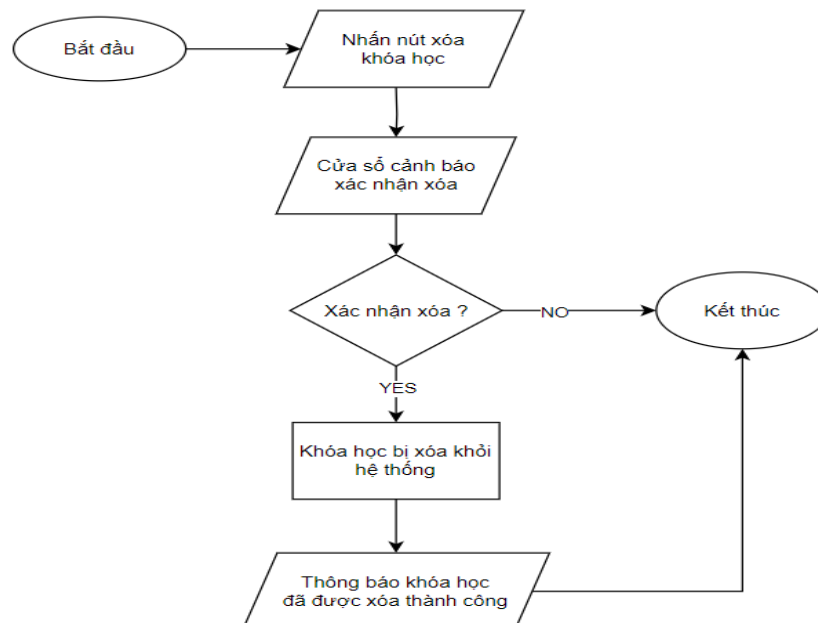 Bắt đầu
Nhấn nút xóa
khóa học
Cửa sổ cảnh báo
xác nhận xóa
Xác nhận xóa ?
NO
Kết thúc
YES
Khóa học bị xóa khỏi
hệ thống
Thông báo khóa học
đã được xóa thành công